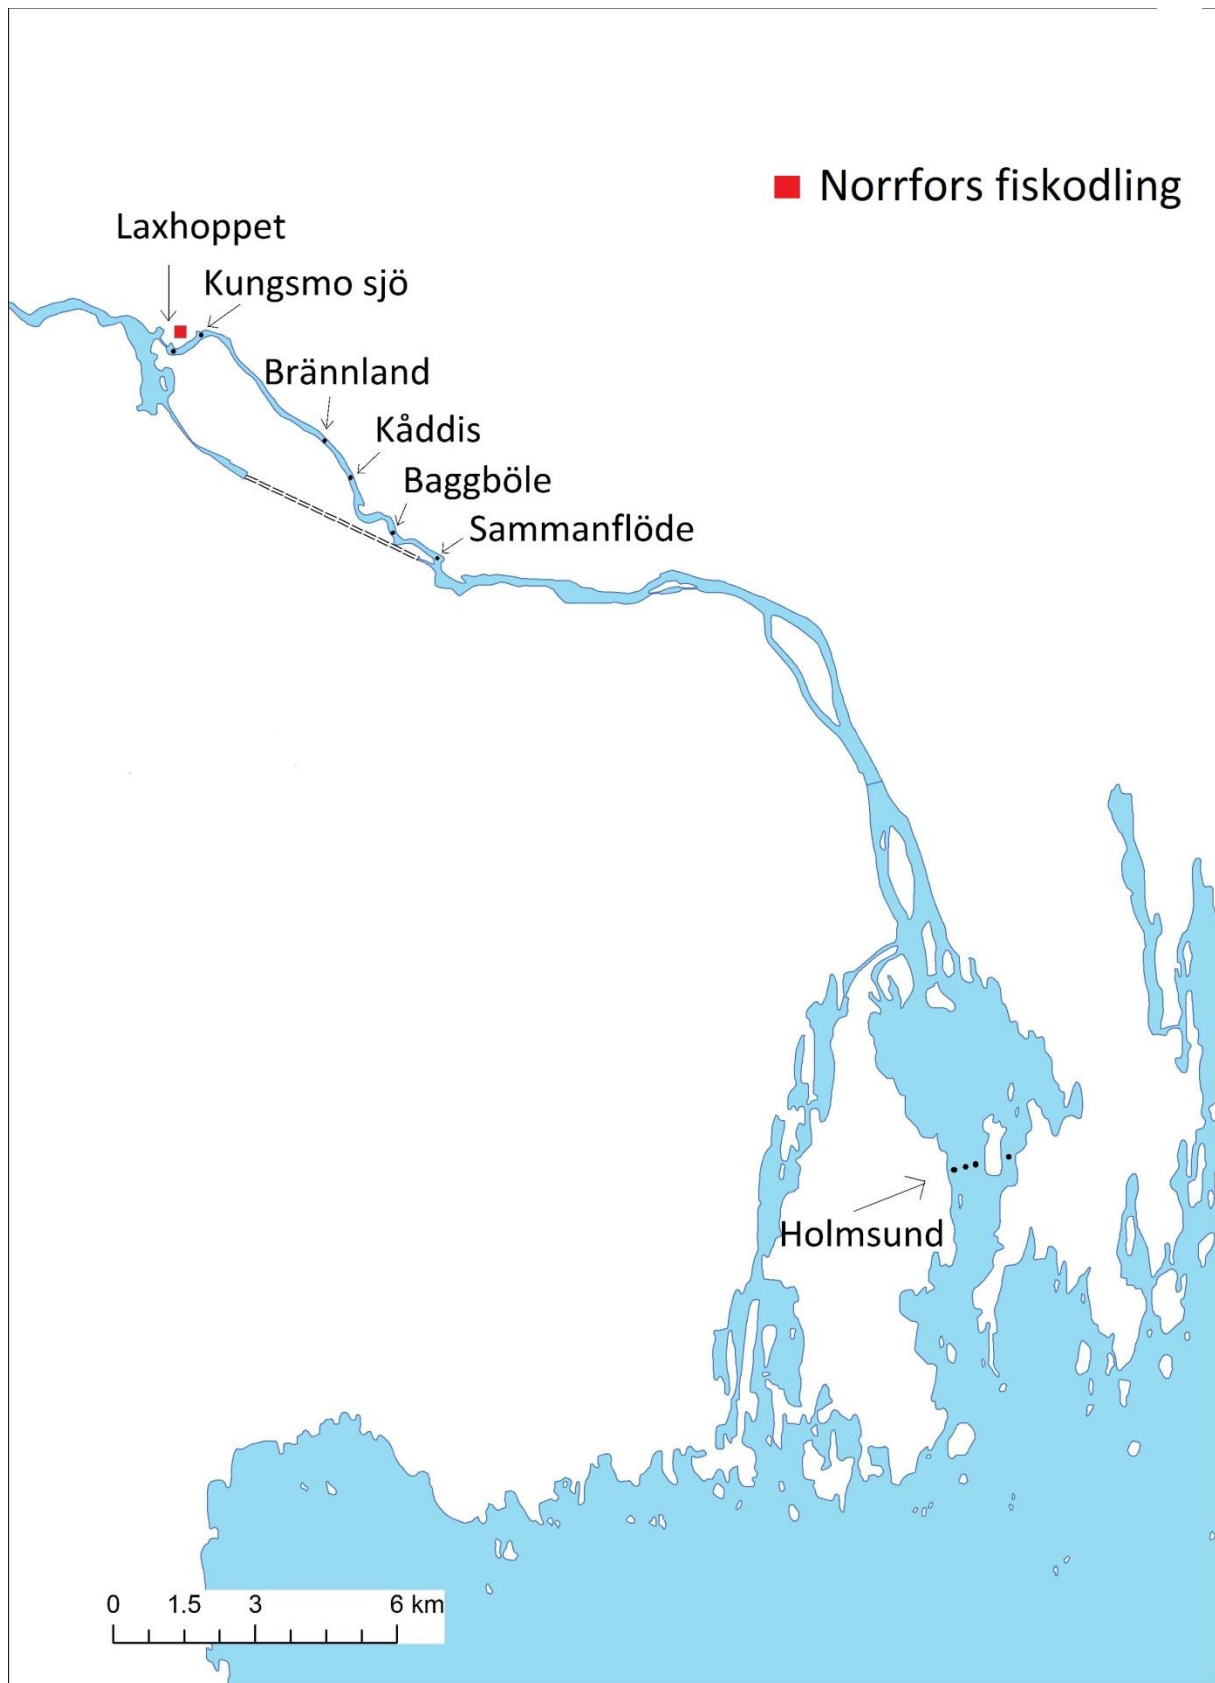 Norrfors fiskodling
Laxhoppet
Kungsmo sjö
Brännland
Kåddis
Baggböle
Sammanflöde
Holmsund
0 1.5 3 6 km